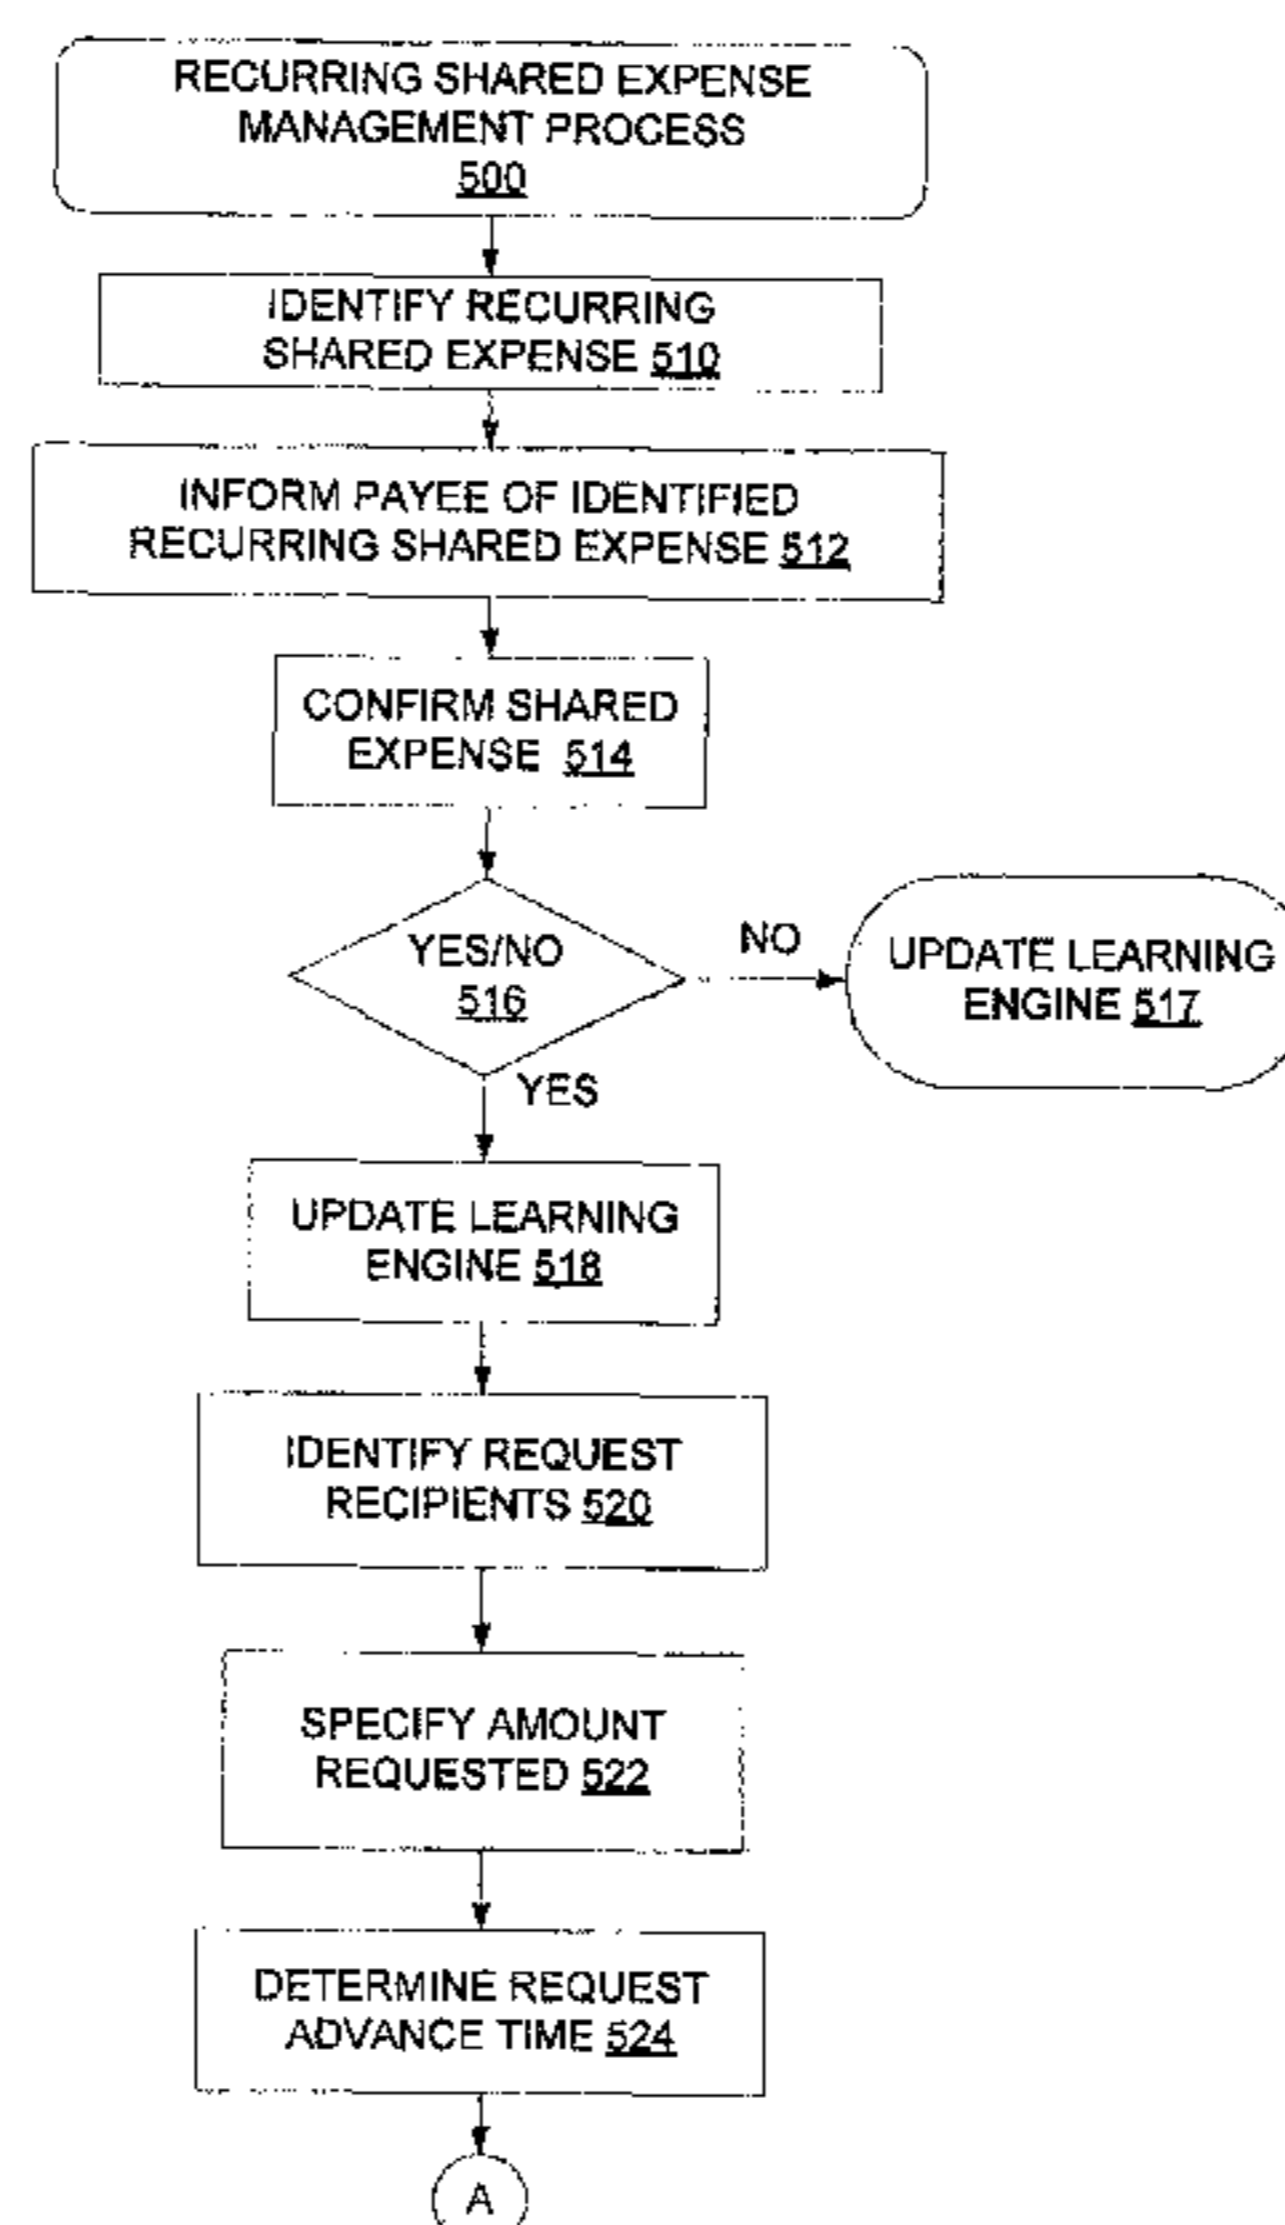 RECURRING SHARED EXPENSE
MANAGEMENT PROCESS
500
IDENTIFY RECURRING
SHARED EXPENSE 510
INFORM PAYEE OF IDENTIFIED
RECURRING SHARED EXPENSE 512
CONFIRM SHARED
EXPENSE 514
YES/NO
516
NO
UPDATE LEARNING
ENGINE 517
YES
UPDATE LEARNING
ENGINE 518
IDENTIFY REQUEST
RECIPIENTS 520
SPECIFY AMOUNT
REQUESTED 522
DETERMINE REQUEST
ADVANCE TIME 524
A